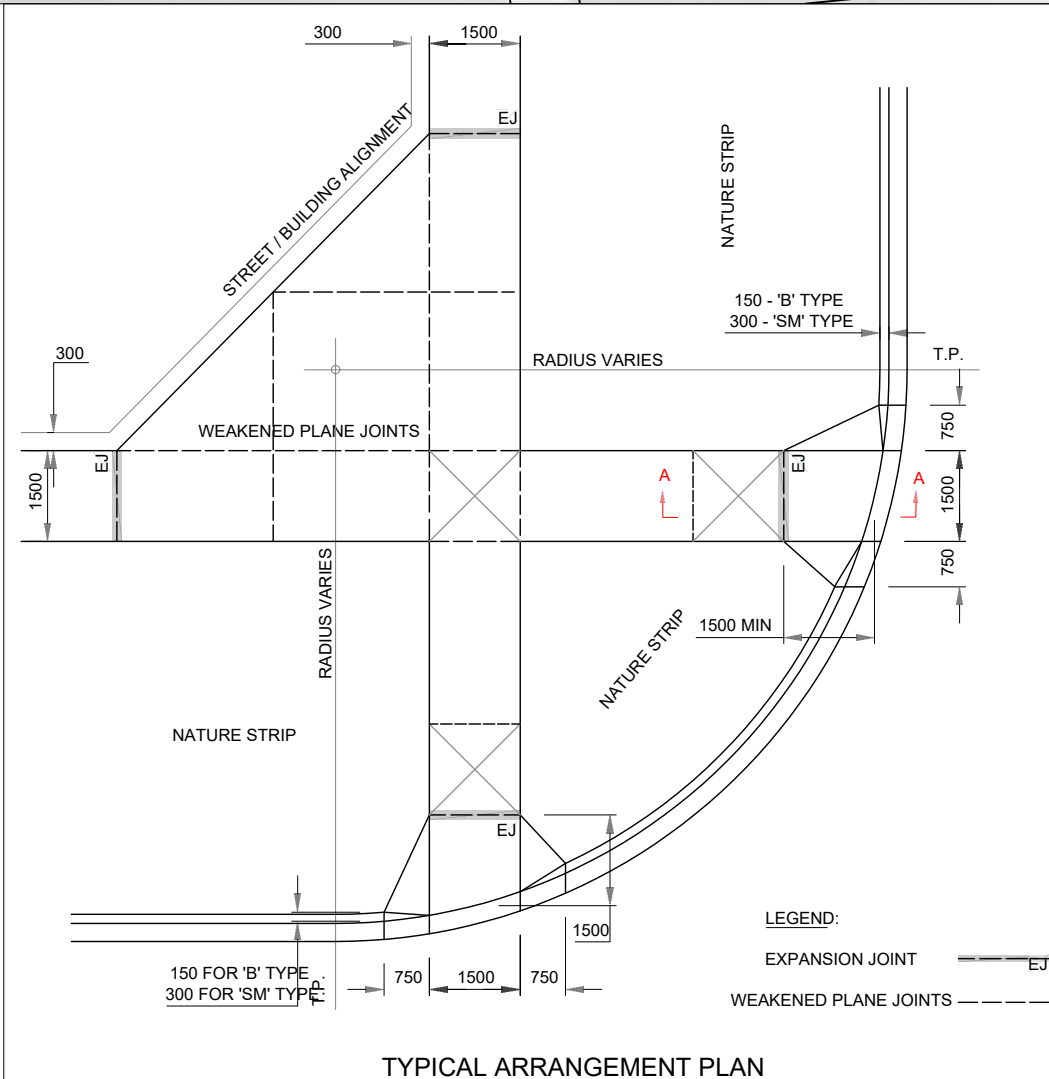 300
1500
EJ
STREET / BUILDING ALIGNMENT
NATURE STRIP
150 - 'B' TYPE
300 - 'SM' TYPE
T.P.
300
RADIUS VARIES
750
WEAKENED PLANE JOINTS
EJ
EJ
A
A
1500
1500
750
RADIUS VARIES
1500 MIN
NATURE STRIP
NATURE STRIP
EJ
1500
LEGEND:
EXPANSION JOINT
EJ
WEAKENED PLANE JOINTS
150 FOR 'B' TYPE
300 FOR 'SM' TYPE
T.P.
750
1500
750
TYPICAL ARRANGEMENT PLAN